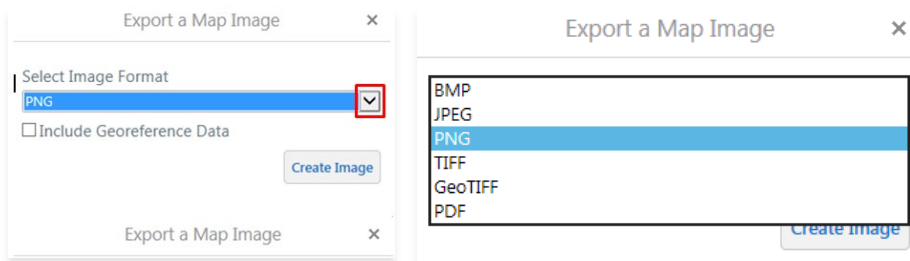 Export a Map Image ×
Select Image Format
PNG
Include Georeference Data
Create Image
Export a Map Image ×
Export a Map Image ×
BMP
JPEG
PNG
TIFF
GeoTIFF
PDF
Create Image